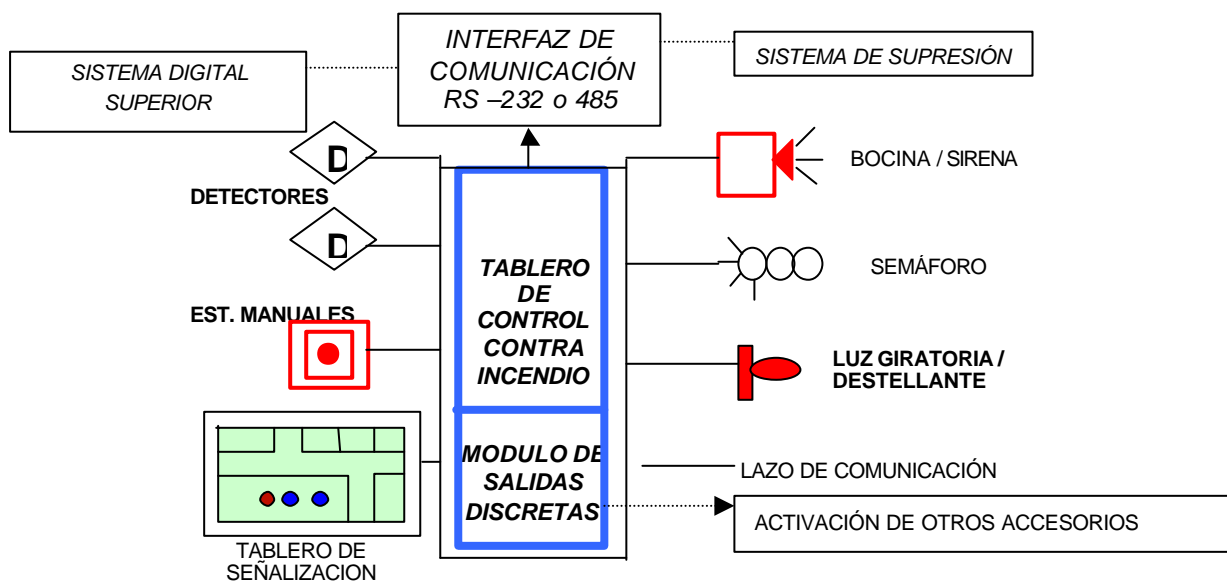 INTERFAZ DE
COMUNICACIÓN
RS –232 o 485
SISTEMA DIGITAL
SUPERIOR
SISTEMA DE SUPRESIÓN
D
DETECTORES
D
EST. MANUALES
TABLERO DE
SEÑALIZACION
TABLERO
DE
CONTROL
CONTRA
INCENDIO
MODULO DE
SALIDAS
DISCRETAS
BOCINA / SIRENA
SEMÁFORO
LUZ GIRATORIA /
DESTELLANTE
LAZO DE COMUNICACIÓN
ACTIVACIÓN DE OTROS ACCESORIOS